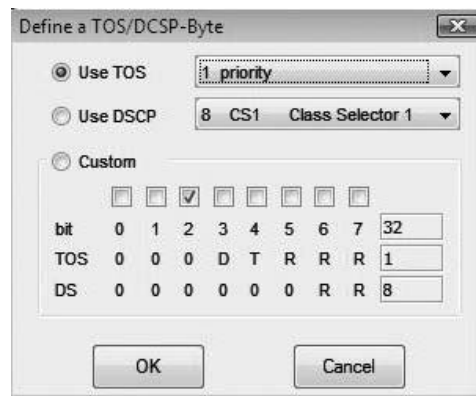 Define a TOS/DCSP-Byte
Use TOS 1 priority
Use DSCP 8 CS1 Class Selector 1
Custom
bit 0 1 2 3 4 5 6 7 32
TOS 0 0 0 D T R R R 1
DS 0 0 0 0 0 0 R R 8
OK Cancel